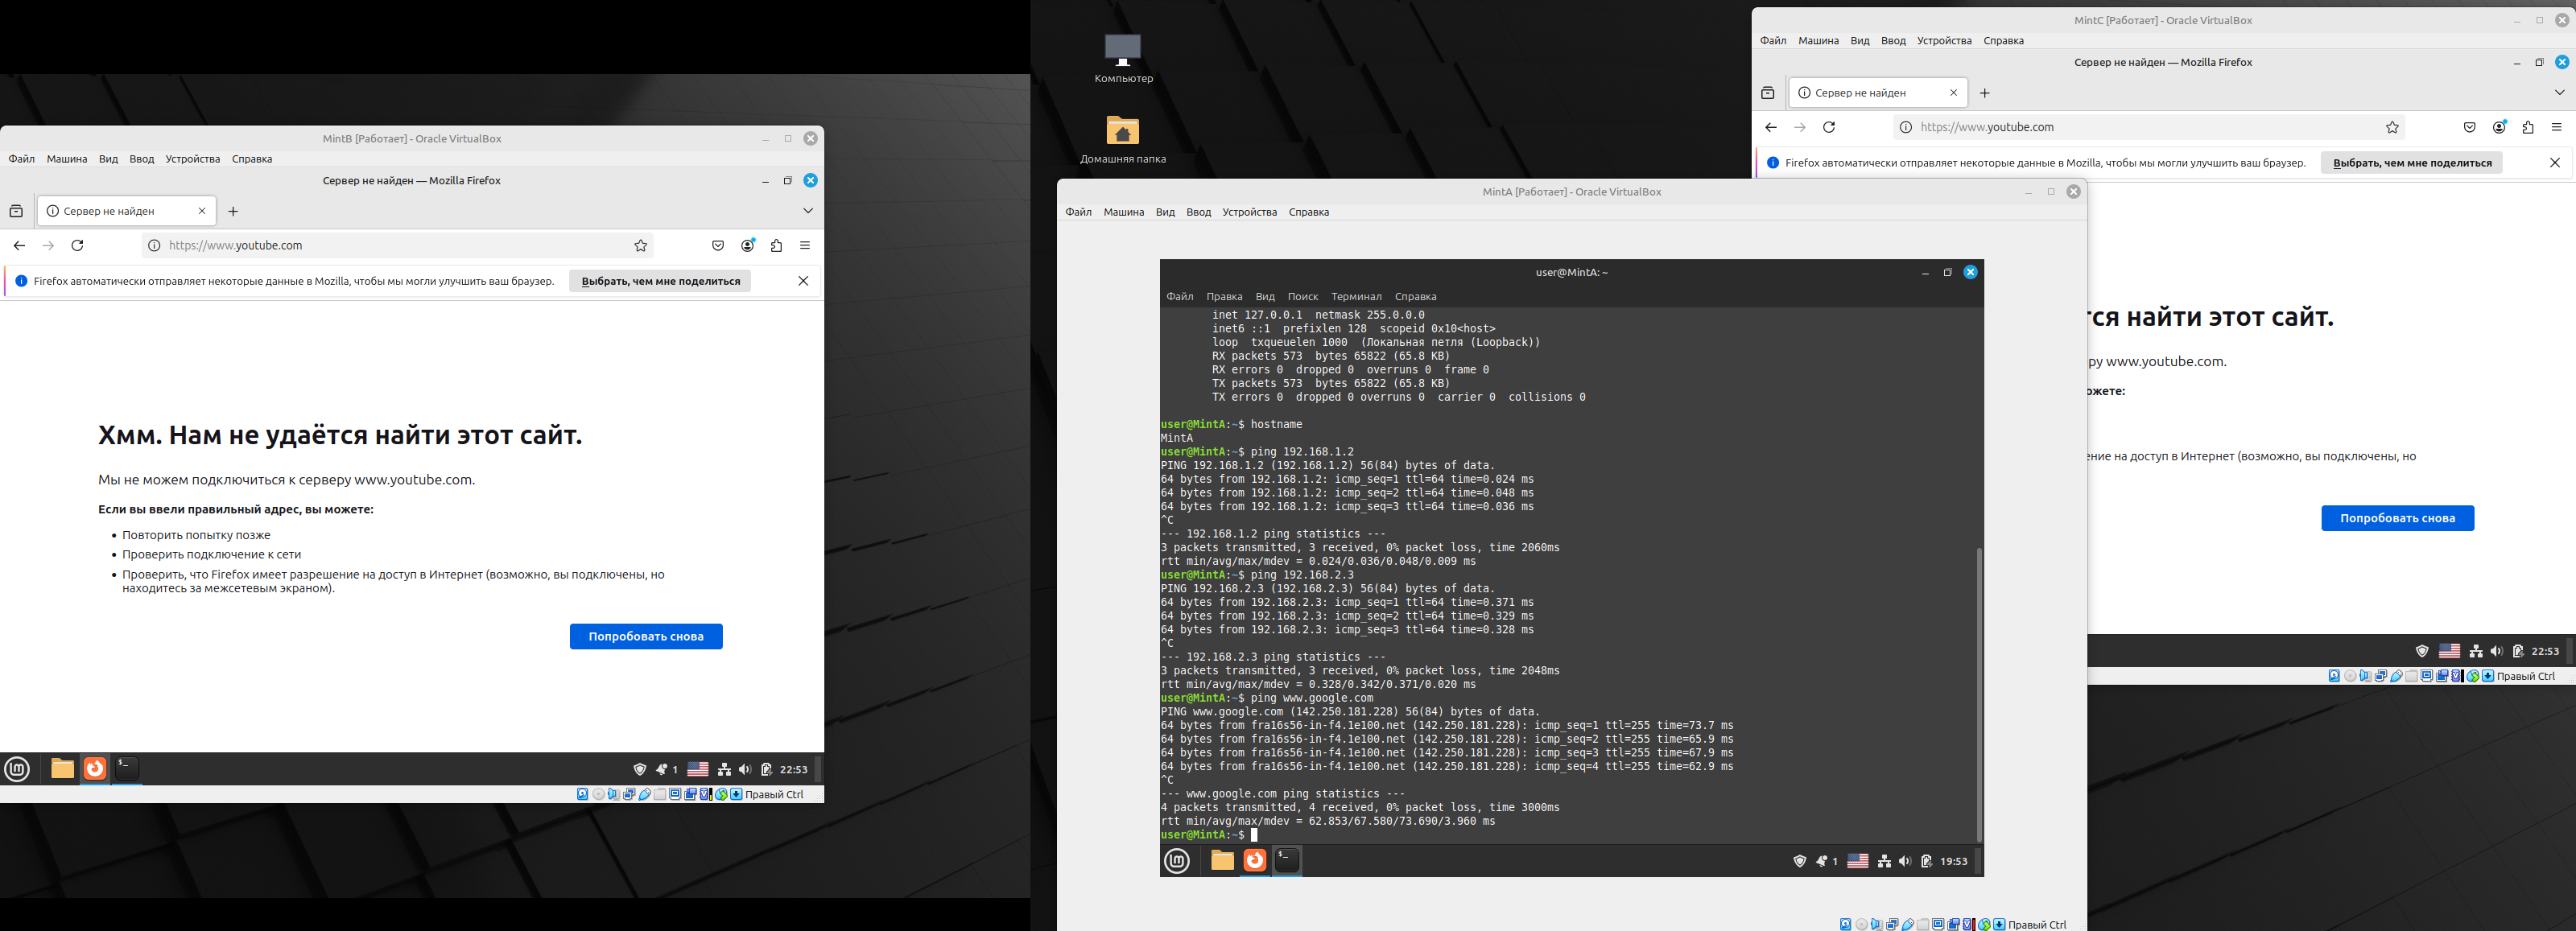 MintB [Работает] - Oracle VirtualBox
Файл Машина Вид Ввод Устройства Справка
Сервер не найден — Mozilla Firefox
Сервер не найден
https://www.youtube.com
Firefox автоматически отправляет некоторые данные в Mozilla, чтобы мы могли улучшить ваш браузер. Выбрать, чем мне поделиться
Хмм. Нам не удаётся найти этот сайт.
Мы не можем подключиться к серверу www.youtube.com.
Если вы ввели правильный адрес, вы можете:
Повторить попытку позже
Проверить подключение к сети
Проверить, что Firefox имеет разрешение на доступ в Интернет (возможно, вы подключены, но
находитесь за межсетевым экраном).
Попробовать снова
1 22:53
Правый Ctrl
Компьютер
Домашняя папка
MintA [Работает] - Oracle VirtualBox
Файл Машина Вид Ввод Устройства Справка
user@MintA: ~
Файл Правка Вид Поиск Терминал Справка
inet 127.0.0.1  netmask 255.0.0.0
inet6 ::1  prefixlen 128  scopeid 0x10<host>
loop  txqueuelen 1000  (Локальная петля (Loopback))
RX packets 573  bytes 65822 (65.8 KB)
RX errors 0  dropped 0  overruns 0  frame 0
TX packets 573  bytes 65822 (65.8 KB)
TX errors 0  dropped 0 overruns 0  carrier 0  collisions 0
user@MintA:~$ hostname
MintA
user@MintA:~$ ping 192.168.1.2
PING 192.168.1.2 (192.168.1.2) 56(84) bytes of data.
64 bytes from 192.168.1.2: icmp_seq=1 ttl=64 time=0.024 ms
64 bytes from 192.168.1.2: icmp_seq=2 ttl=64 time=0.048 ms
64 bytes from 192.168.1.2: icmp_seq=3 ttl=64 time=0.036 ms
^C
--- 192.168.1.2 ping statistics ---
3 packets transmitted, 3 received, 0% packet loss, time 2060ms
rtt min/avg/max/mdev = 0.024/0.036/0.048/0.009 ms
user@MintA:~$ ping 192.168.2.3
PING 192.168.2.3 (192.168.2.3) 56(84) bytes of data.
64 bytes from 192.168.2.3: icmp_seq=1 ttl=64 time=0.371 ms
64 bytes from 192.168.2.3: icmp_seq=2 ttl=64 time=0.329 ms
64 bytes from 192.168.2.3: icmp_seq=3 ttl=64 time=0.328 ms
^C
--- 192.168.2.3 ping statistics ---
3 packets transmitted, 3 received, 0% packet loss, time 2048ms
rtt min/avg/max/mdev = 0.328/0.342/0.371/0.020 ms
user@MintA:~$ ping www.google.com
PING www.google.com (142.250.181.228) 56(84) bytes of data.
64 bytes from fra16s56-in-f4.1e100.net (142.250.181.228): icmp_seq=1 ttl=255 time=73.7 ms
64 bytes from fra16s56-in-f4.1e100.net (142.250.181.228): icmp_seq=2 ttl=255 time=65.9 ms
64 bytes from fra16s56-in-f4.1e100.net (142.250.181.228): icmp_seq=3 ttl=255 time=67.9 ms
64 bytes from fra16s56-in-f4.1e100.net (142.250.181.228): icmp_seq=4 ttl=255 time=62.9 ms
^C
--- www.google.com ping statistics ---
4 packets transmitted, 4 received, 0% packet loss, time 3000ms
rtt min/avg/max/mdev = 62.853/67.580/73.690/3.960 ms
user@MintA:~$
1 19:53
Правый Ctrl
MintC [Работает] - Oracle VirtualBox
Файл Машина Вид Ввод Устройства Справка
Сервер не найден — Mozilla Firefox
Сервер не найден
https://www.youtube.com
Firefox автоматически отправляет некоторые данные в Mozilla, чтобы мы могли улучшить ваш браузер. Выбрать, чем мне поделиться
тся найти этот сайт.
ру www.youtube.com.
ожете:
ение на доступ в Интернет (возможно, вы подключены, но
Попробовать снова
22:53
Правый Ctrl